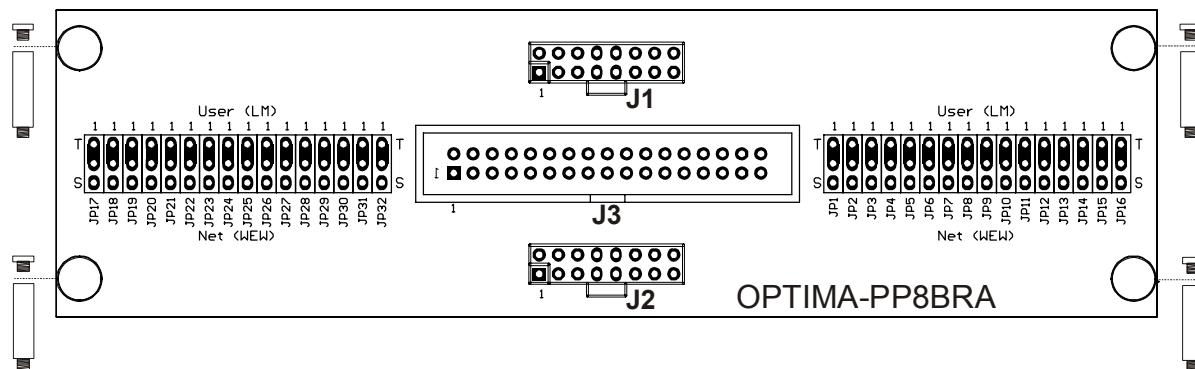 1
J1
User (LM)
1 1 1 1 1 1 1 1 1 1 1 1 1 1 1 1
T T
S S
JP17 JP18 JP19 JP20 JP21 JP22 JP23 JP24 JP25 JP26 JP27 JP28 JP29 JP30 JP31 JP32
Net (WEW)
1
1
J3
User (LM)
1 1 1 1 1 1 1 1 1 1 1 1 1 1 1 1
T T
S S
JP1 JP2 JP3 JP4 JP5 JP6 JP7 JP8 JP9 JP10 JP11 JP12 JP13 JP14 JP15 JP16
Net (WEW)
1
J2
OPTIMA-PP8BRA